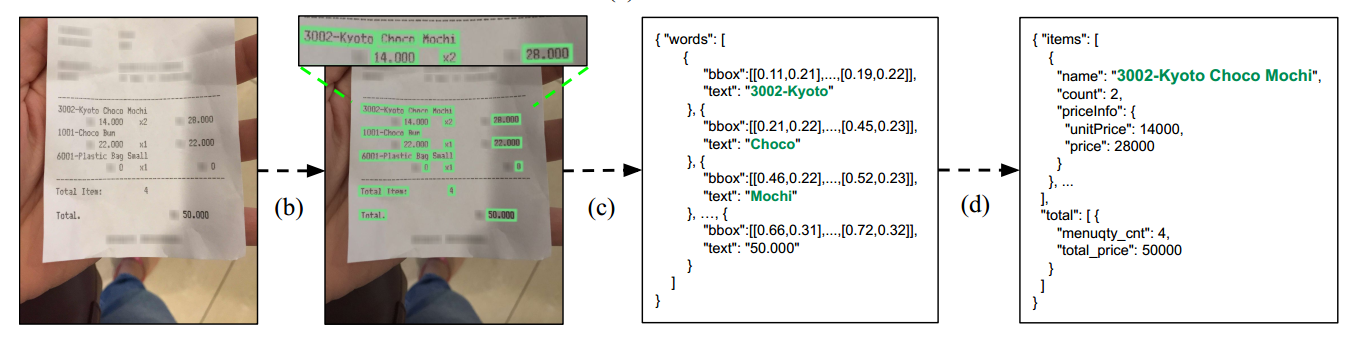 3002-Kyoto Choco Mochi
14.000 x2 28.000
1001-Choco Bun
22.000 x1 22.000
6001-Plastic Bag Small
0 x1 0
Total Item: 4
Total. 50.000
(b)
3002-Kyoto Choco Mochi
14.000 x2 28.000
3002-Kyoto Choco Mochi
14.000 x2 28.000
1001-Choco Bun
22.000 x1 22.000
6001-Plastic Bag Small
0 x1 0
Total Item: 4
Total. 50.000
(c)
{ "words": [
{
"bbox":[[0.11,0.21],...,[0.19,0.22]],
"text": "3002-Kyoto"
}, {
"bbox":[[0.21,0.22],...,[0.45,0.23]],
"text": "Choco"
}, {
"bbox":[[0.46,0.22],...,[0.52,0.23]],
"text": "Mochi"
}, ..., {
"bbox":[[0.66,0.31],...,[0.72,0.32]],
"text": "50.000"
}
]
}
(d)
{ "items": [
{
"name": "3002-Kyoto Choco Mochi",
"count": 2,
"priceInfo": {
"unitPrice": 14000,
"price": 28000
}
}, ...
],
"total": [ {
"menuqty_cnt": 4,
"total_price": 50000
}
]
}